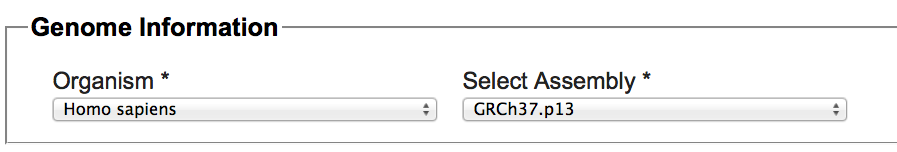 Genome Information
Organism * Select Assembly *
Homo sapiens GRCh37.p13